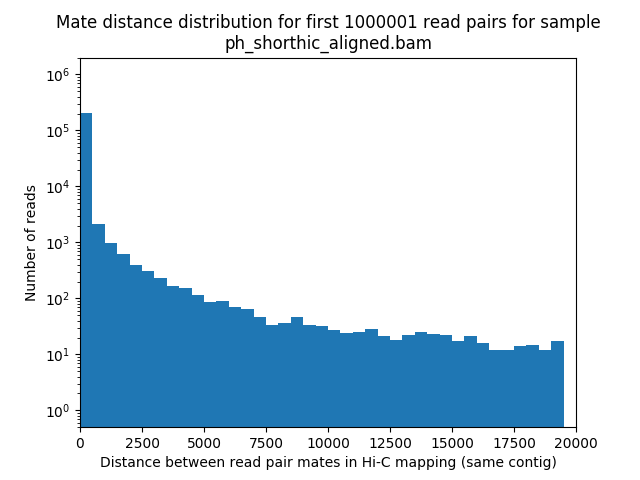 Mate distance distribution for first 1000001 read pairs for sample
ph_shorthic_aligned.bam
Number of reads
10⁶
10⁵
10⁴
10³
10²
10¹
10⁰
0 2500 5000 7500 10000 12500 15000 17500 20000
Distance between read pair mates in Hi-C mapping (same contig)